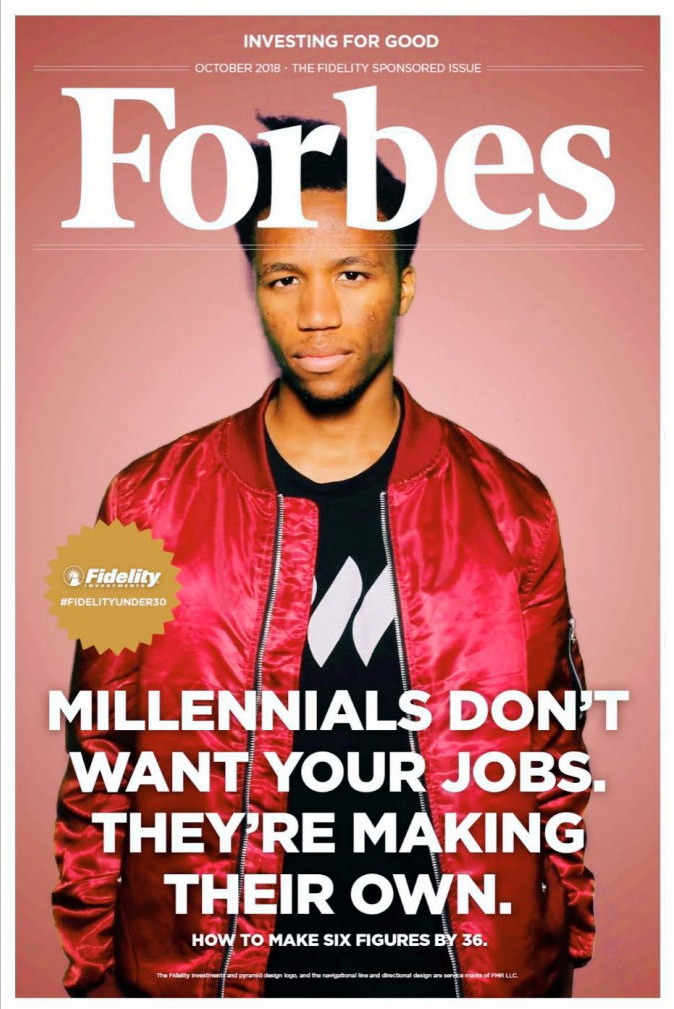 INVESTING FOR GOOD
OCTOBER 2018 · THE FIDELITY SPONSORED ISSUE
Forbes
Fidelity
INVESTMENTS
#FIDELITYUNDER30
MILLENNIALS DON'T
WANT YOUR JOBS.
THEY'RE MAKING
THEIR OWN.
HOW TO MAKE SIX FIGURES BY 36.
The Fidelity Investments and pyramid design logo, and the navigational line and directional design are service marks of FMR LLC.